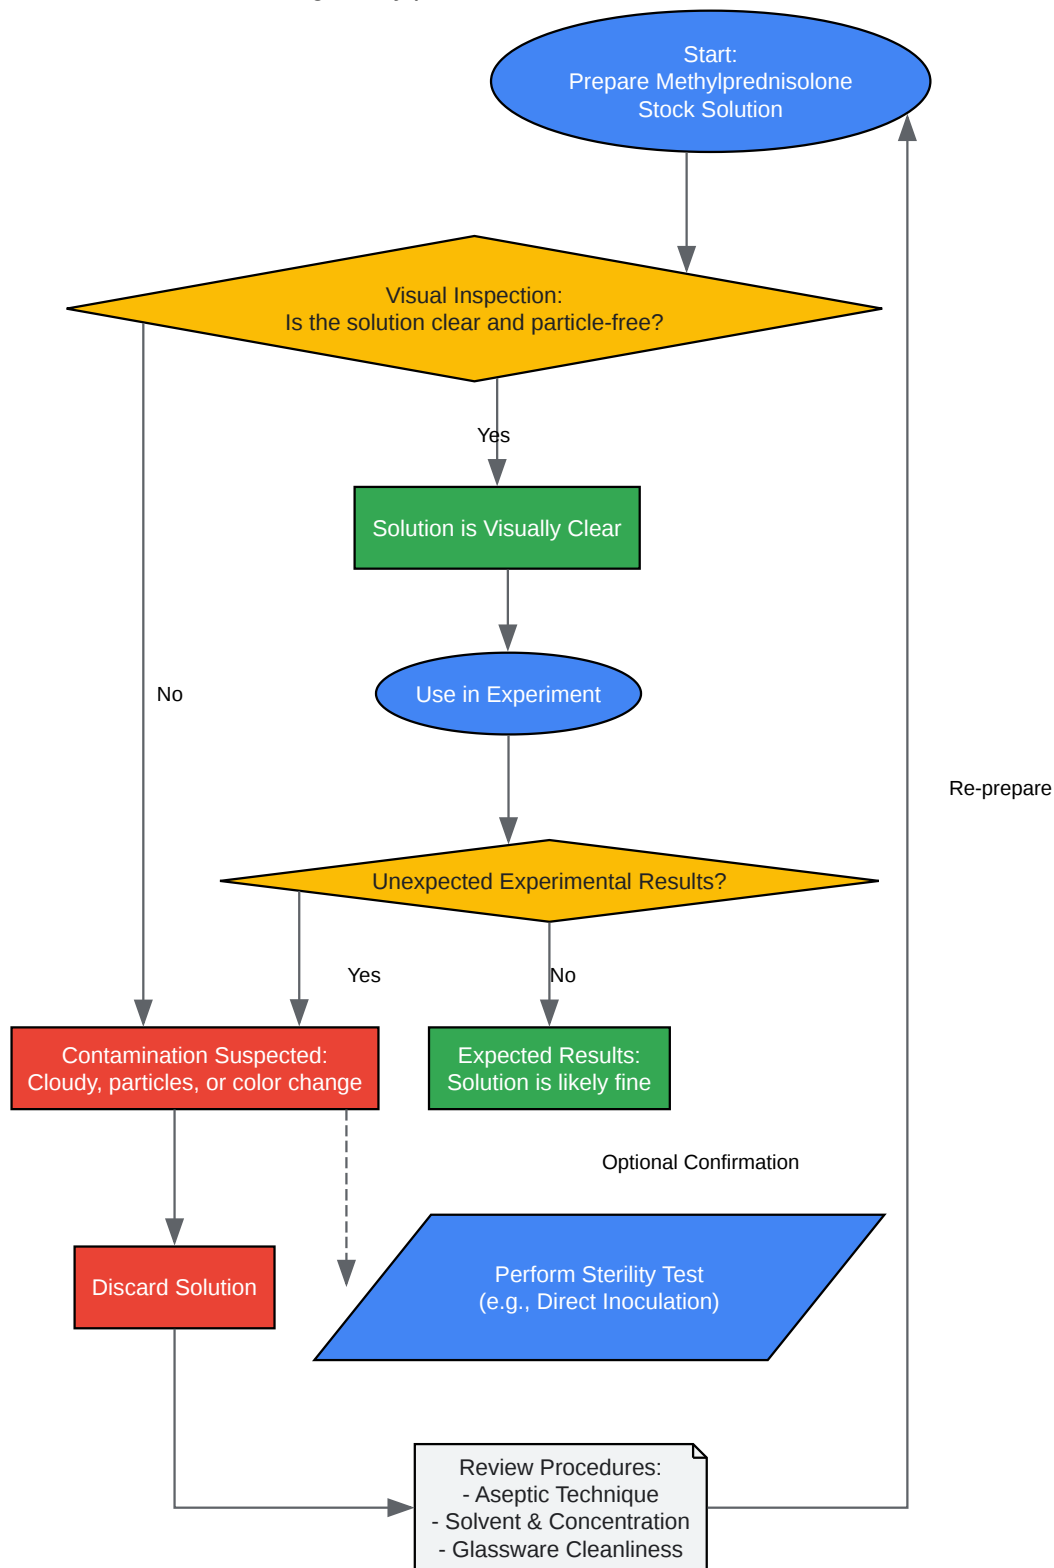 Start:
Prepare Methylprednisolone
Stock Solution
Visual Inspection:
Is the solution clear and particle-free?
Yes
Solution is Visually Clear
Use in Experiment
No
Re-prepare
Unexpected Experimental Results?
Yes
No
Contamination Suspected:
Cloudy, particles, or color change
Expected Results:
Solution is likely fine
Optional Confirmation
Discard Solution
Perform Sterility Test
(e.g., Direct Inoculation)
Review Procedures:
- Aseptic Technique
- Solvent & Concentration
- Glassware Cleanliness